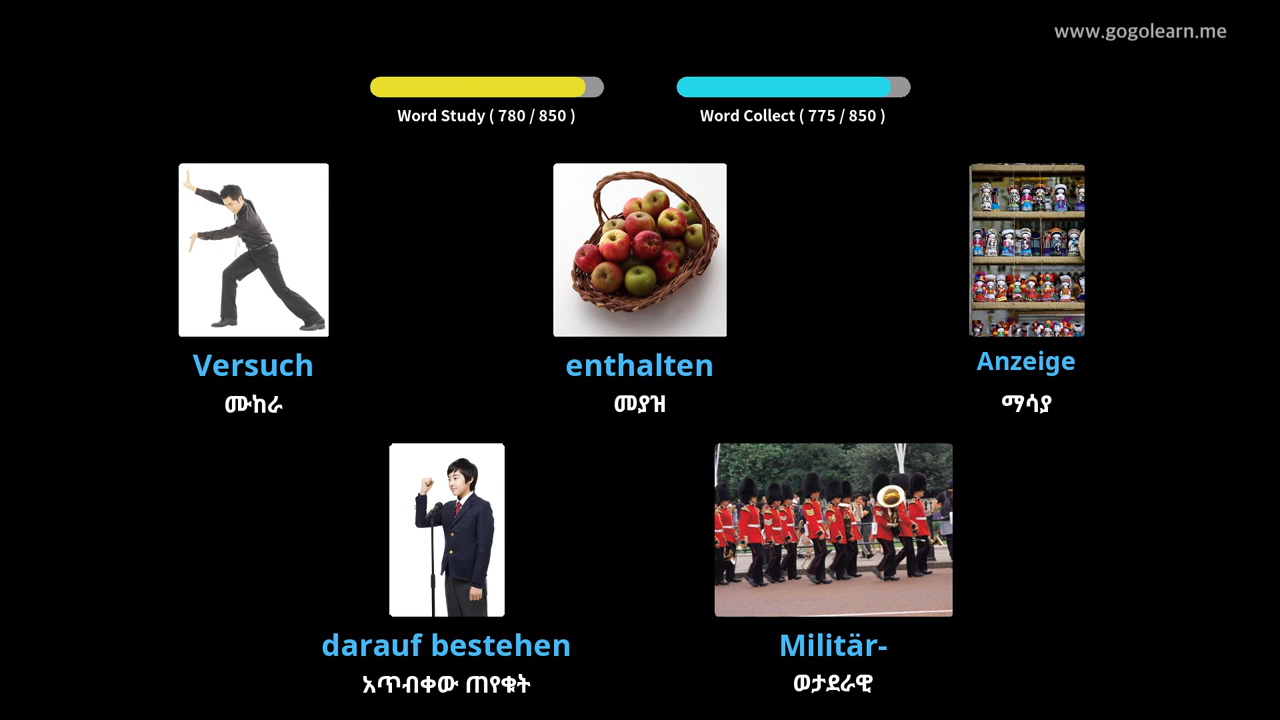 www.gogolearn.me
Word Study ( 780 / 850 )
Word Collect ( 775 / 850 )
Versuch
ሙከራ
enthalten
መያዝ
Anzeige
ማሳያ
darauf bestehen
አጥብቀው ጠየቁት
Militär-
ወታደራዊ